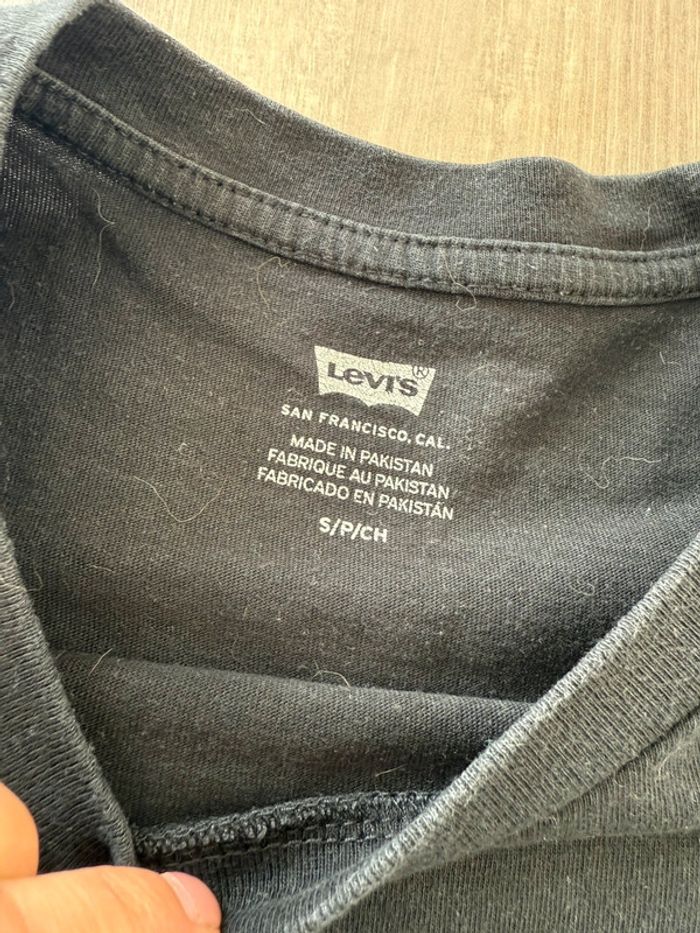 Levi's®
SAN FRANCISCO, CAL.
MADE IN PAKISTAN
FABRIQUE AU PAKISTAN
FABRICADO EN PAKISTÁN
S/P/CH